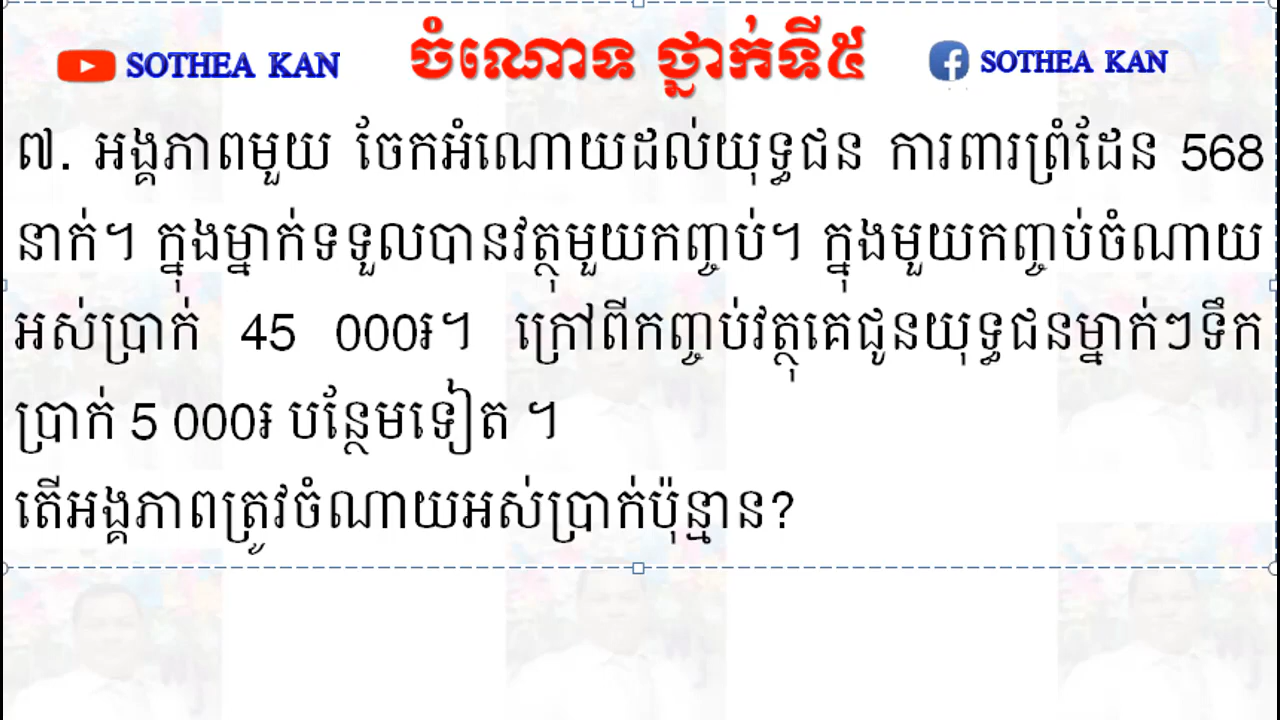 SOTHEA KAN ចំណោទ ថ្នាក់ទី៥ SOTHEA KAN
៧. អង្គភាពមួយ ចែកអំណោយដល់យុទ្ធជន ការពារព្រំដែន 568
នាក់។ ក្នុងម្នាក់ទទួលបានវត្ថុមួយកញ្ចប់។ ក្នុងមួយកញ្ចប់ចំណាយ
អស់ប្រាក់ 45 000៛។ ក្រៅពីកញ្ចប់វត្ថុគេជូនយុទ្ធជនម្នាក់ៗទឹក
ប្រាក់ 5 000៛ បន្ថែមទៀត ។
តើអង្គភាពត្រូវចំណាយអស់ប្រាក់ប៉ុន្មាន?